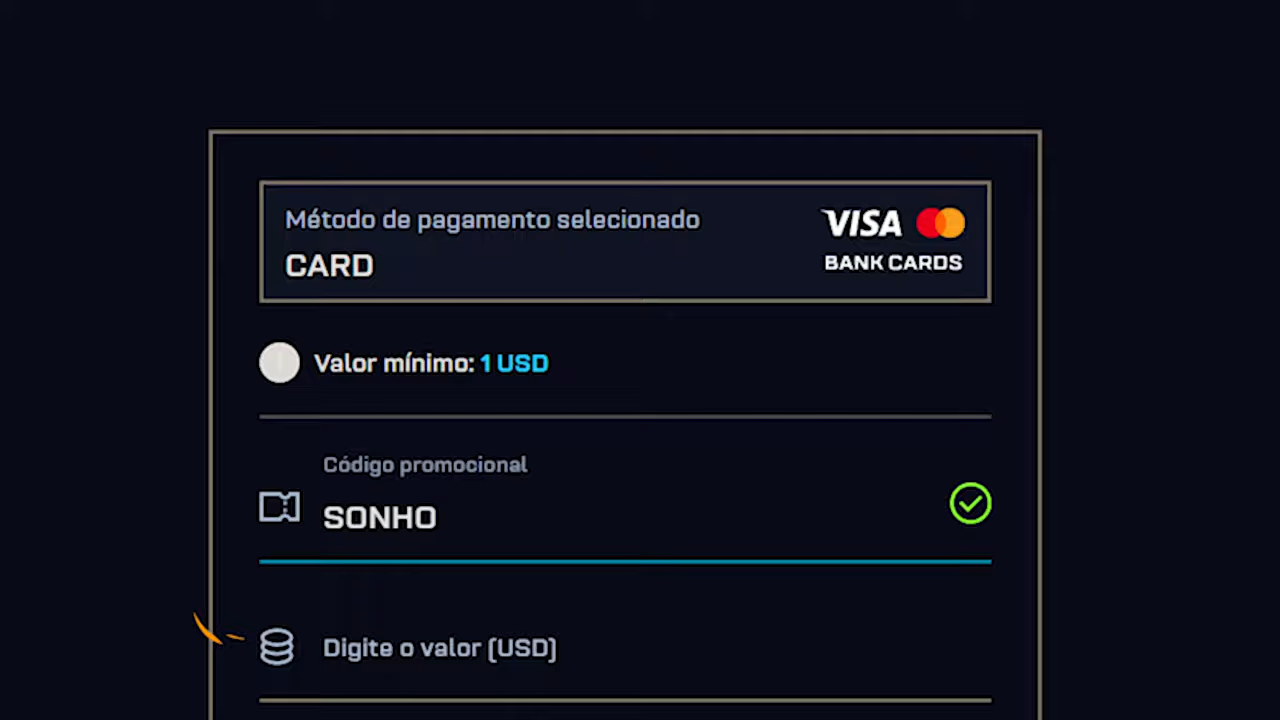 Método de pagamento selecionado
CARD
VISA
BANK CARDS
Valor mínimo: 1 USD
Código promocional
SONHO
Digite o valor (USD)